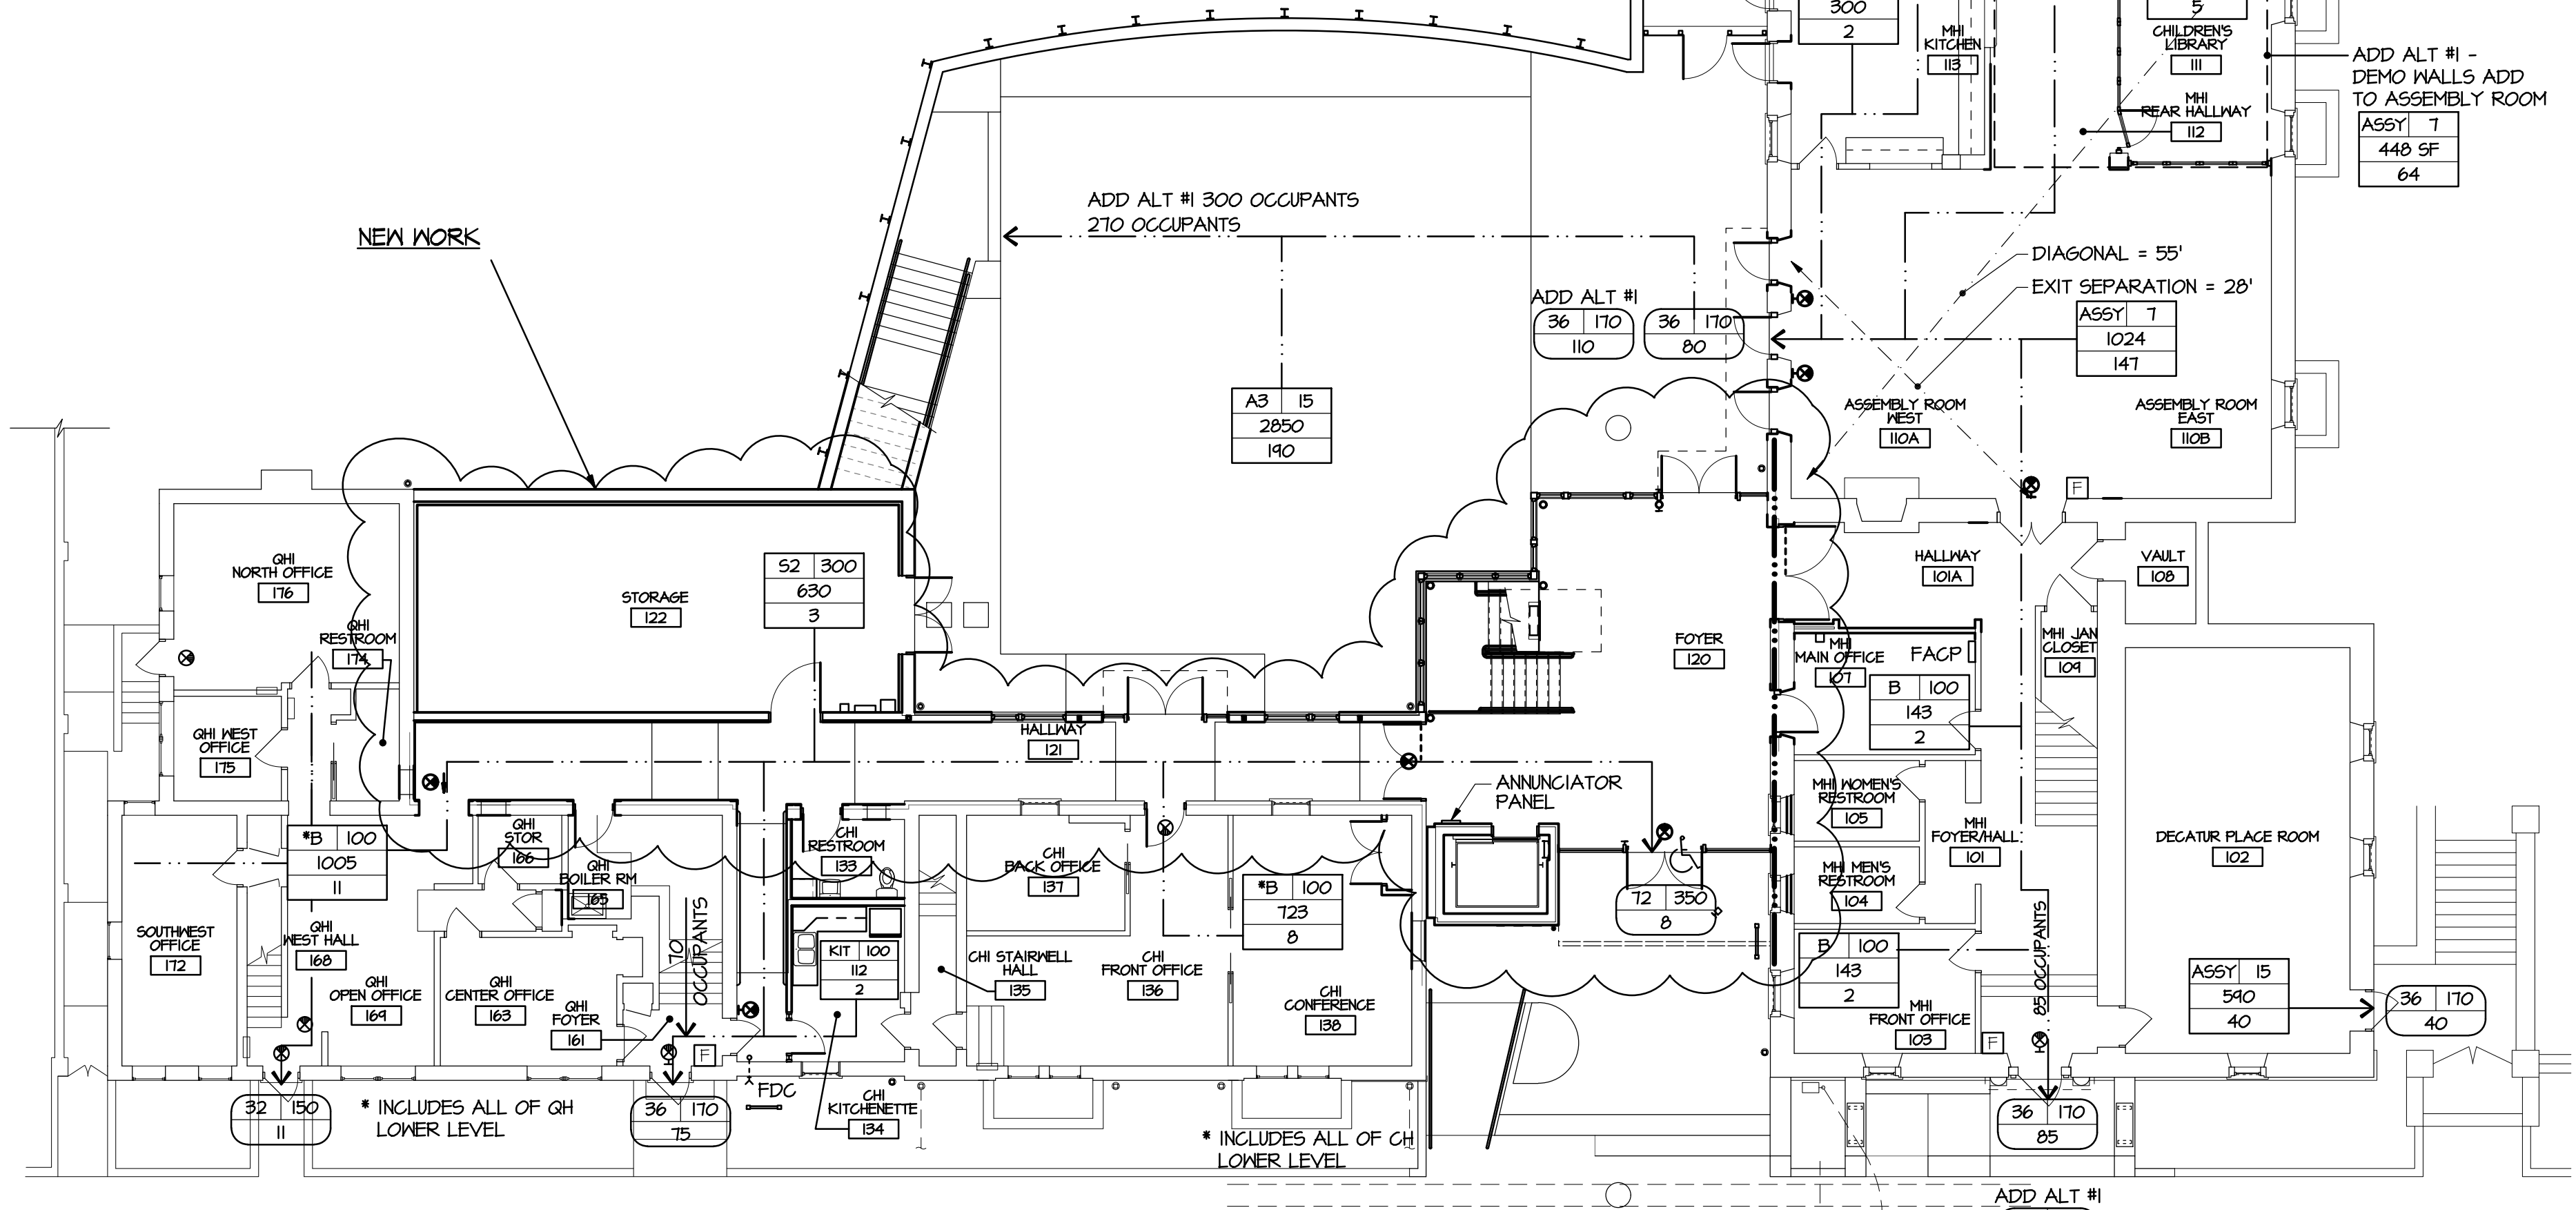 300
2
MHI
KITCHEN
113
5
CHILDREN'S
LIBRARY
111
MHI
REAR HALLWAY
112
ADD ALT #1 -
DEMO WALLS ADD
TO ASSEMBLY ROOM
ASSY 7
448 SF
64
NEW WORK
ADD ALT #1 300 OCCUPANTS
270 OCCUPANTS
DIAGONAL = 55'
EXIT SEPARATION = 28'
ADD ALT #1
36 170
110
36 170
80
ASSY 7
1024
147
A3 15
2850
190
ASSEMBLY ROOM
WEST
110A
ASSEMBLY ROOM
EAST
110B
F
QHI
NORTH OFFICE
176
STORAGE
122
S2 300
630
3
HALLWAY
101A
VAULT
108
QHI
RESTROOM
174
FOYER
120
MHI
MAIN OFFICE
107
FACP
B 100
143
2
MHI JAN
CLOSET
109
QHI WEST
OFFICE
175
HALLWAY
121
ANNUNCIATOR
PANEL
MHI WOMEN'S
RESTROOM
105
MHI
FOYER/HALL
101
DECATUR PLACE ROOM
102
*B 100
1005
11
QHI
STOR
166
QHI
BOILER RM
165
CHI
RESTROOM
133
CHI
BACK OFFICE
137
*B 100
723
8
72 350
8
MHI MEN'S
RESTROOM
104
SOUTHWEST
OFFICE
172
QHI
WEST HALL
168
QHI
OPEN OFFICE
169
QHI
CENTER OFFICE
163
QHI
FOYER
161
70
OCCUPANTS
KIT 100
112
2
CHI STAIRWELL
HALL
135
CHI
FRONT OFFICE
136
CHI
CONFERENCE
138
B 100
143
2
MHI
FRONT OFFICE
103
85 OCCUPANTS
ASSY 15
590
40
36 170
40
F
F
32 150
11
* INCLUDES ALL OF QH
LOWER LEVEL
36 170
75
FDC
CHI
KITCHENETTE
134
* INCLUDES ALL OF CH
LOWER LEVEL
36 170
85
ADD ALT #1